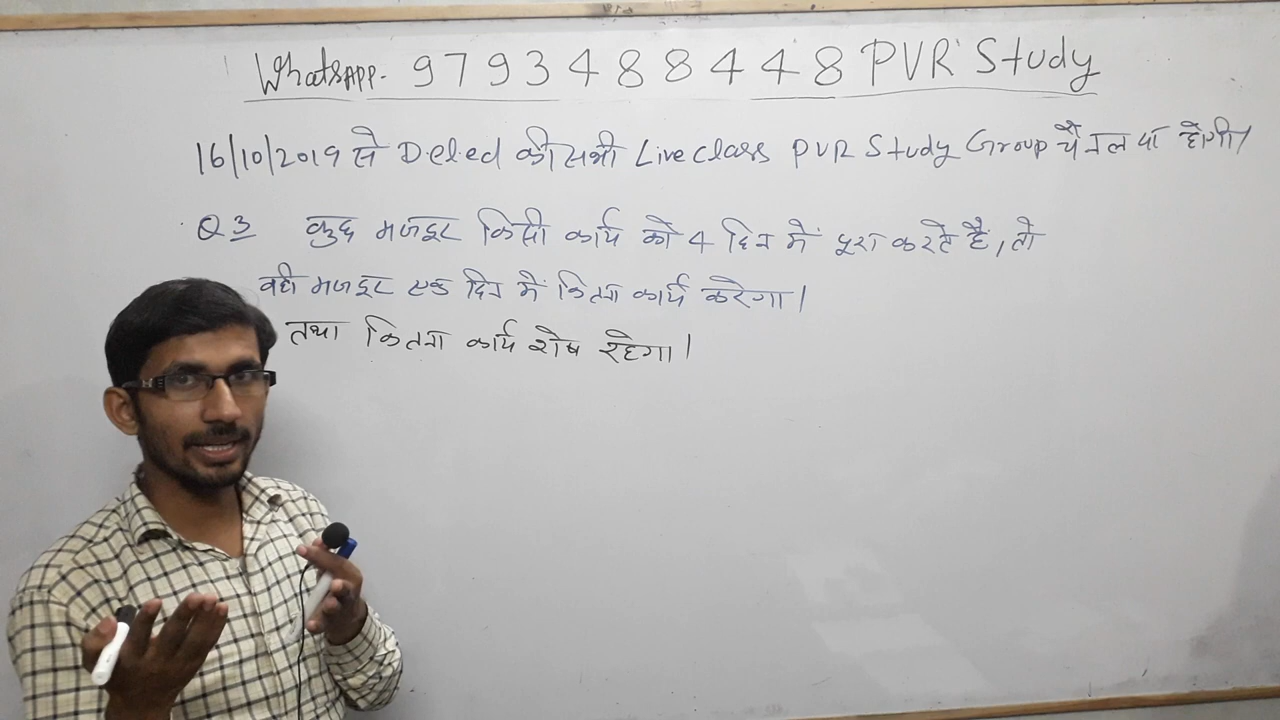 WhatsAPP. 9793488448 PVR Study
16/10/2019 से D.el.ed की सभी Live class PVR Study Group चैनल पर होगी।
Q 3 कुछ मजदूर किसी कार्य को 4 दिन में पूरा करते हैं, तो
वही मजदूर एक दिन में कितना कार्य करेगा।
तथा कितना कार्य शेष रहेगा।